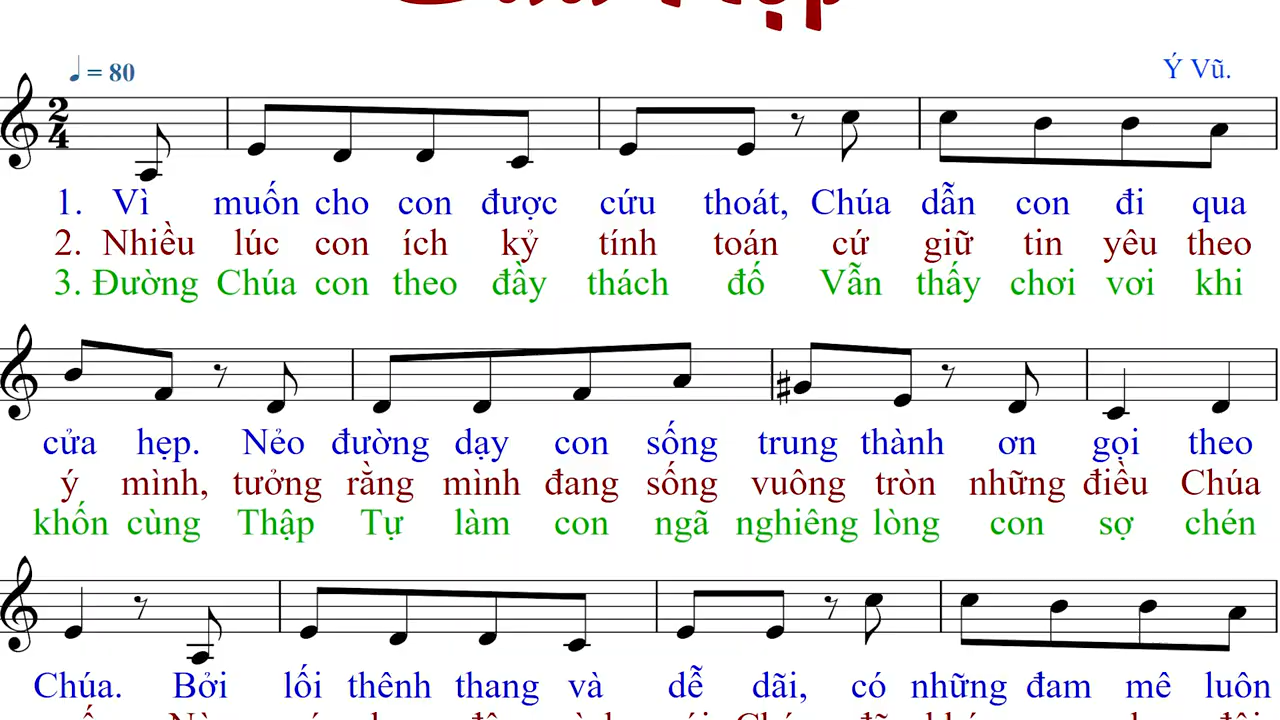 = 80
Ý Vũ.
2
4
1. Vì muốn cho con được cứu thoát, Chúa dẫn con đi qua
2. Nhiều lúc con ích kỷ tính toán cứ giữ tin yêu theo
3. Đường Chúa con theo đầy thách đố Vẫn thấy chơi vơi khi
cửa hẹp. Nẻo đường dạy con sống trung thành ơn gọi theo
ý mình, tưởng rằng mình đang sống vuông tròn những điều Chúa
khốn cùng Thập Tự làm con ngã nghiêng lòng con sợ chén
Chúa. Bởi lối thênh thang và dễ dãi, có những đam mê luôn